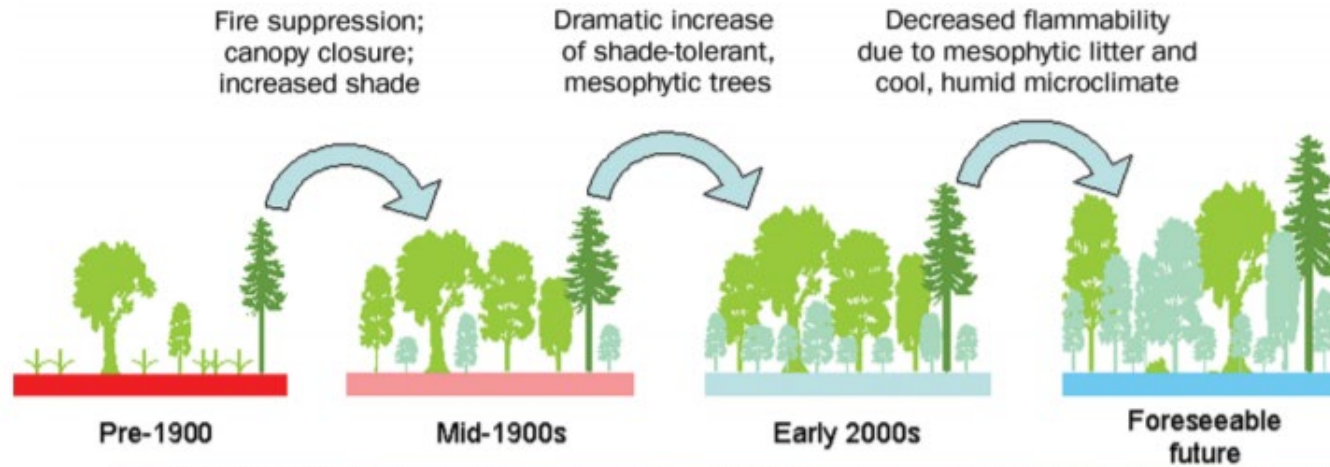 Fire suppression;
canopy closure;
increased shade
Dramatic increase
of shade-tolerant,
mesophytic trees
Decreased flammability
due to mesophytic litter and
cool, humid microclimate
Pre-1900
Mid-1900s
Early 2000s
Foreseeable
future